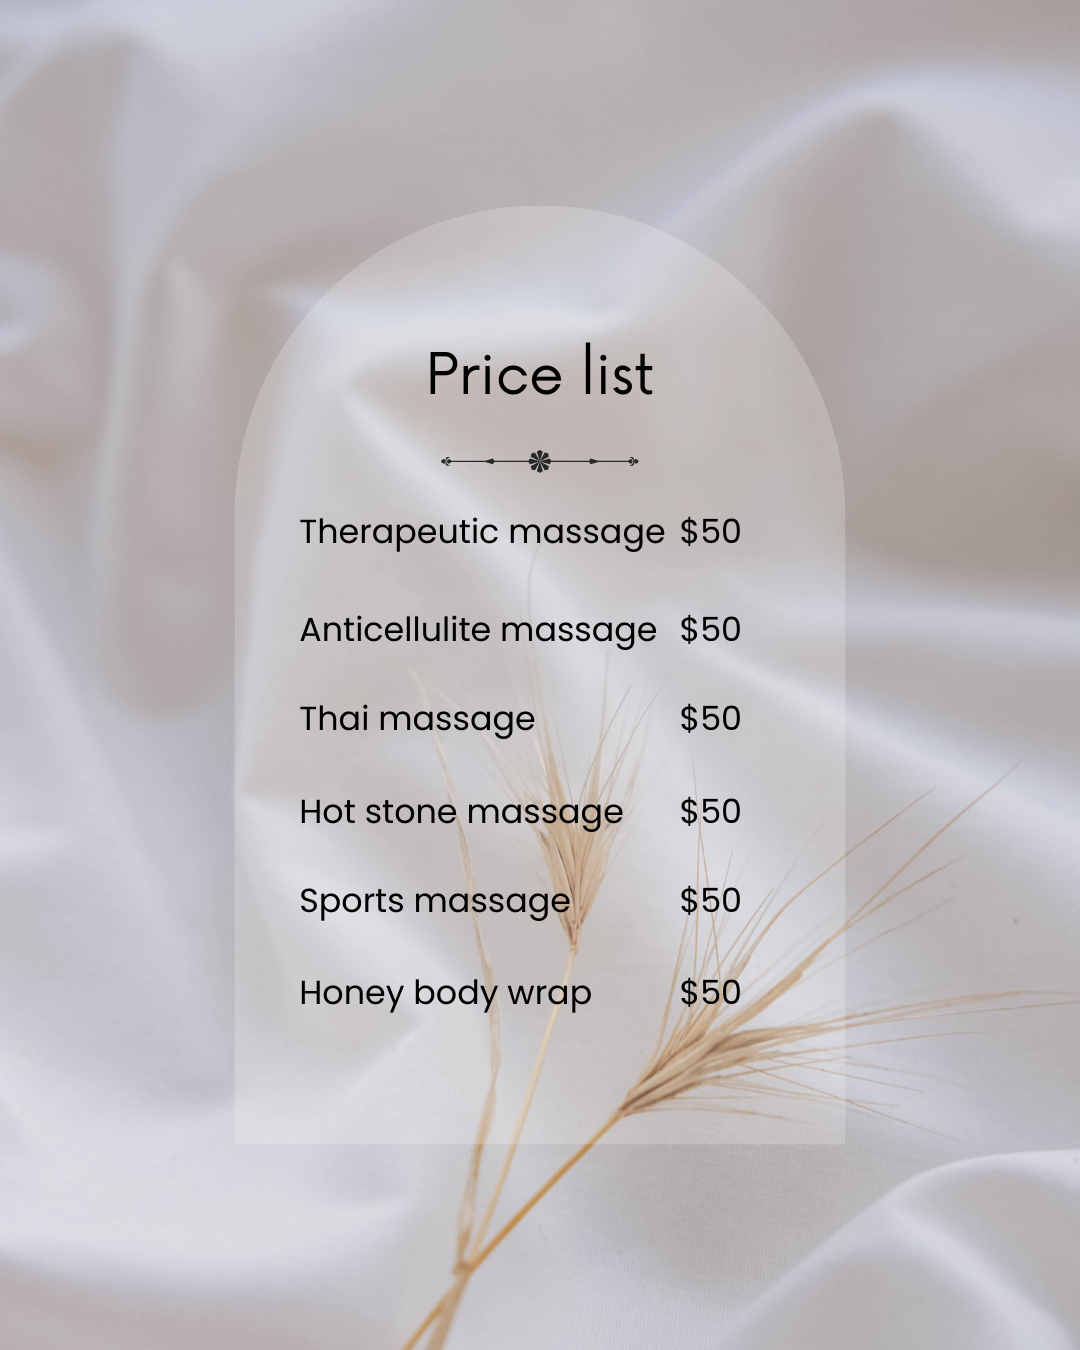 Price list
Therapeutic massage $50
Anticellulite massage $50
Thai massage $50
Hot stone massage $50
Sports massage $50
Honey body wrap $50